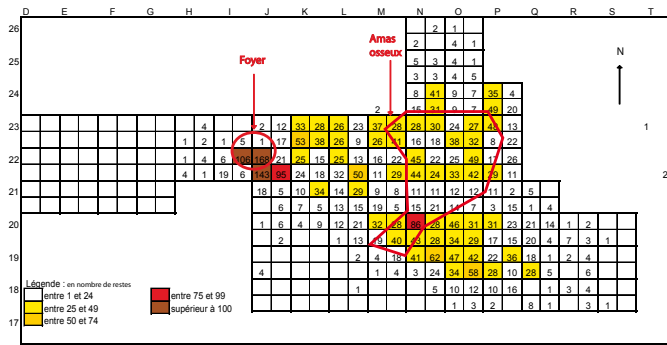 D E F G H I J K L M N O P Q R S T
26 2 1
2 4 1
Amas
osseux
N
Foyer
25 5 3 4 1
3 3 4 5
24 8 41 9 7 35 4
2 15 31 9 7 49 20
23 4 2 12 33 28 26 23 37 28 28 30 24 27 48 13 1
1 2 1 5 1 17 53 38 26 9 26 41 16 38 32 8 22
22 1 4 6 106 168 21 25 15 25 13 16 22 45 22 25 49 17 26
4 1 19 6 143 95 24 18 32 50 11 29 44 24 33 42 29 11 2
21 18 5 10 34 14 29 9 8 11 11 12 12 11 2 5
6 7 5 13 15 19 5 15 21 14 7 3 15 1 4
20 1 6 4 9 12 21 32 28 86 28 46 31 31 23 21 14 1 2
2 1 13 19 40 43 28 34 29 17 15 20 4 7 3 1
19 2 4 18 41 62 47 42 22 36 18 1 2 4
4 1 4 3 24 34 58 28 10 28 5 6
18 1 5 10 12 10 16 1 3 4
1 3 2 8 1 3 1
17
Légende : en nombre de restes
entre 1 et 24 entre 75 et 99
entre 25 et 49 supérieur à 100
entre 50 et 74